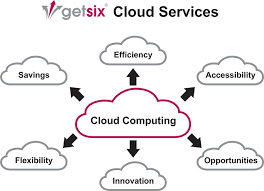 getsix® Cloud Services
Efficiency
Savings
Accessibility
Cloud Computing
Flexibility
Opportunities
Innovation